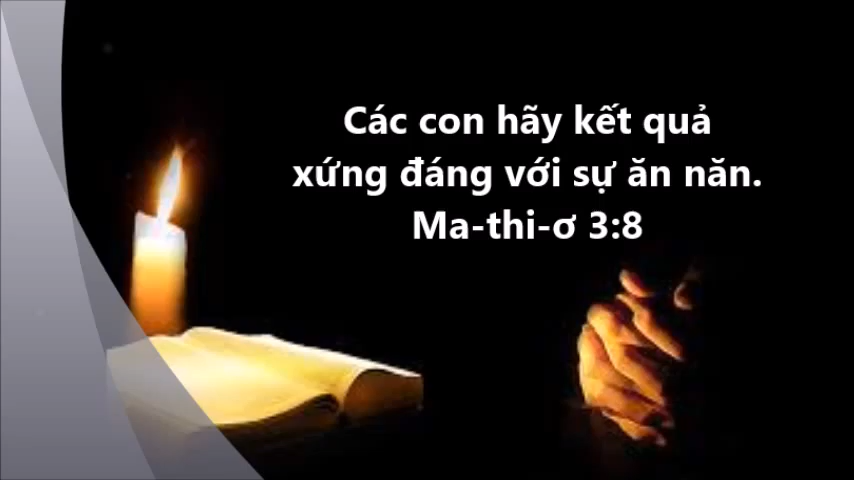 Các con hãy kết quả
xứng đáng với sự ăn năn.
Ma-thi-ơ 3:8